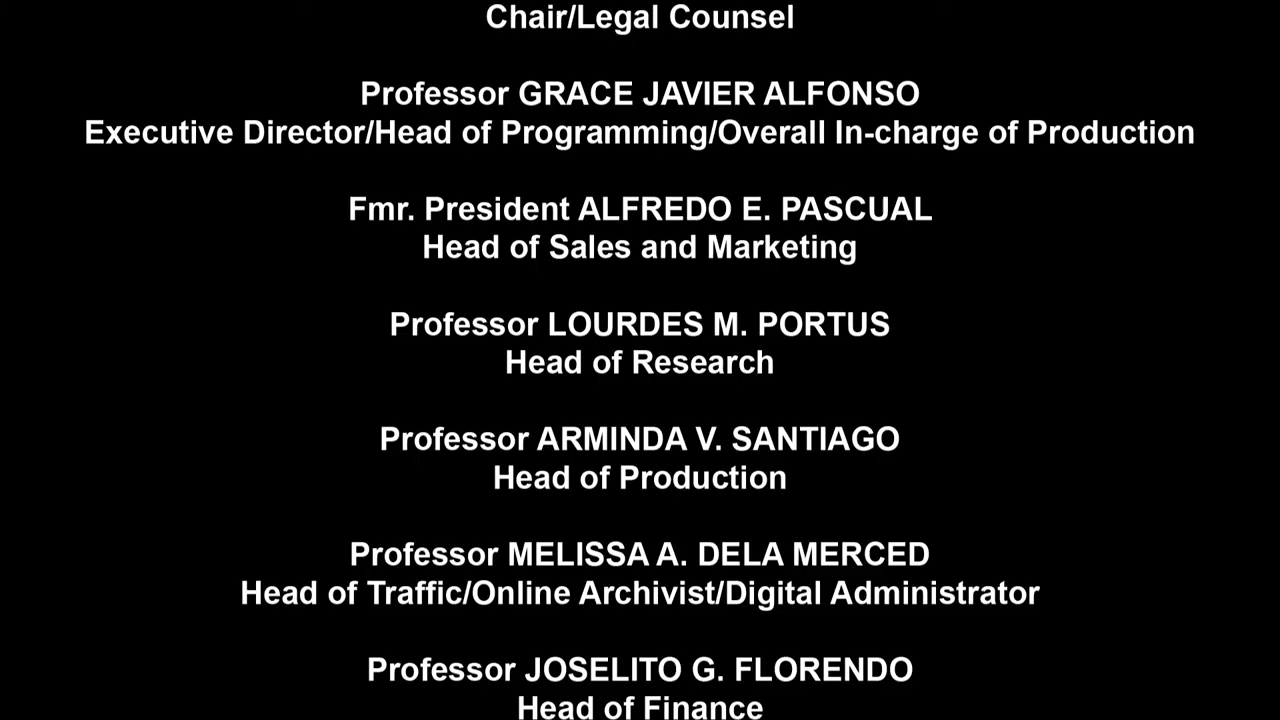 Chair/Legal Counsel
Professor GRACE JAVIER ALFONSO
Executive Director/Head of Programming/Overall In-charge of Production
Fmr. President ALFREDO E. PASCUAL
Head of Sales and Marketing
Professor LOURDES M. PORTUS
Head of Research
Professor ARMINDA V. SANTIAGO
Head of Production
Professor MELISSA A. DELA MERCED
Head of Traffic/Online Archivist/Digital Administrator
Professor JOSELITO G. FLORENDO
Head of Finance